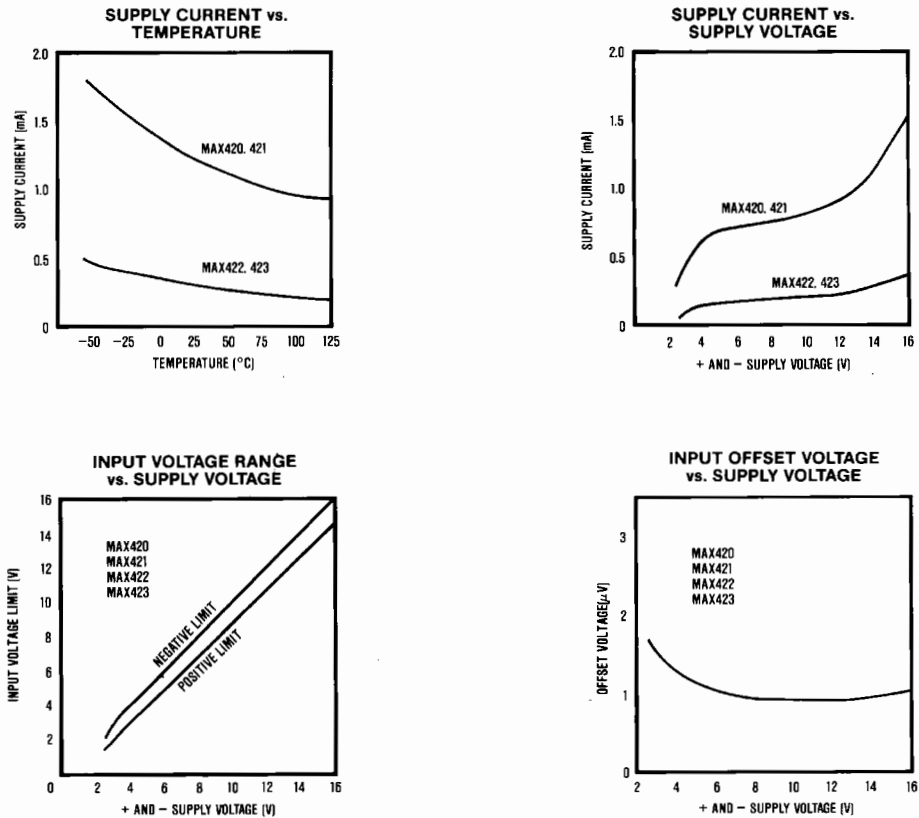 SUPPLY CURRENT vs.
TEMPERATURE
2.0
1.5
1.0
0.5
0
SUPPLY CURRENT (mA)
MAX420, 421
MAX422, 423
−50 −25 0 25 50 75 100 125
TEMPERATURE (°C)
SUPPLY CURRENT vs.
SUPPLY VOLTAGE
2.0
1.5
1.0
0.5
0
SUPPLY CURRENT (mA)
MAX420, 421
MAX422, 423
2 4 6 8 10 12 14 16
+ AND − SUPPLY VOLTAGE (V)
INPUT VOLTAGE RANGE
vs. SUPPLY VOLTAGE
16
14
12
10
8
6
4
2
INPUT VOLTAGE LIMIT (V)
MAX420
MAX421
MAX422
MAX423
NEGATIVE LIMIT
POSITIVE LIMIT
0 2 4 6 8 10 12 14 16
+ AND − SUPPLY VOLTAGE (V)
INPUT OFFSET VOLTAGE
vs. SUPPLY VOLTAGE
3
2
1
0
OFFSET VOLTAGE(µV)
MAX420
MAX421
MAX422
MAX423
2 4 6 8 10 12 14 16
+ AND − SUPPLY VOLTAGE (V)